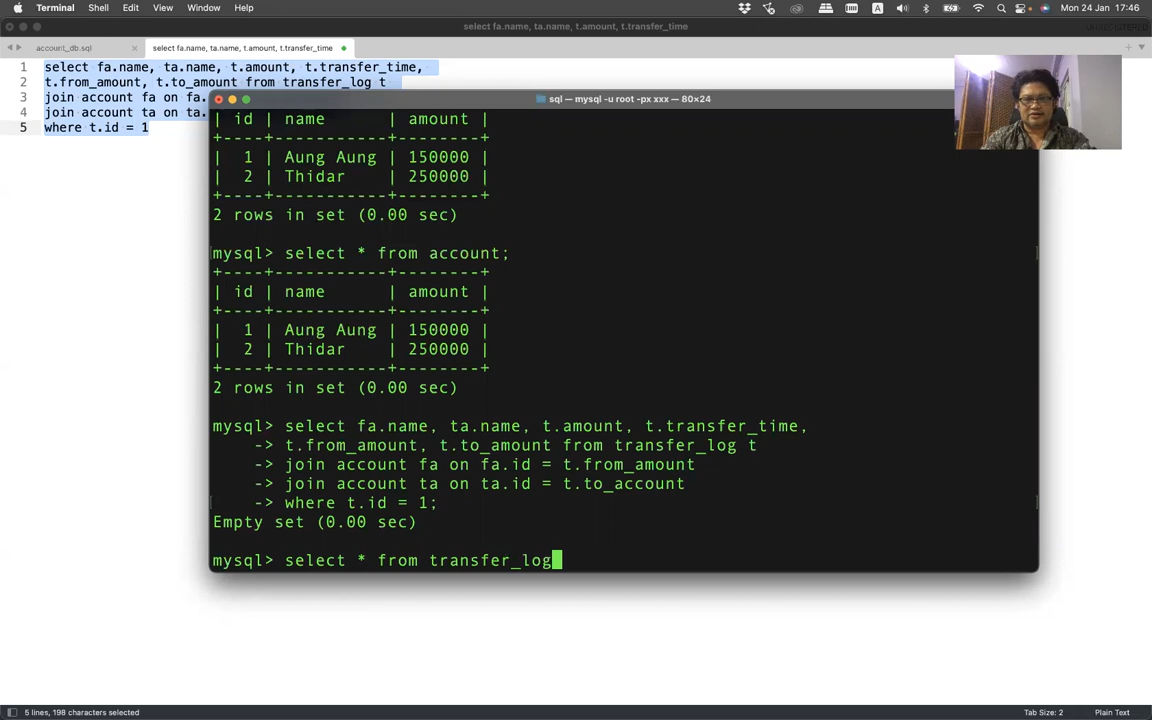 Terminal Shell Edit View Window Help
A
Mon 24 Jan 17:46
select fa.name, ta.name, t.amount, t.transfer_time
account_db.sql
select fa.name, ta.name, t.amount, t.transfer_time
1 select fa.name, ta.name, t.amount, t.transfer_time,
2 t.from_amount, t.to_amount from transfer_log t
3 join account fa on fa.
4 join account ta on ta.
5 where t.id = 1
sql — mysql -u root -px xxx — 80×24
| id | name | amount |
+----+-----------+--------+
| 1 | Aung Aung | 150000 |
| 2 | Thidar | 250000 |
+----+-----------+--------+
2 rows in set (0.00 sec)
mysql> select * from account;
+----+-----------+--------+
| id | name | amount |
+----+-----------+--------+
| 1 | Aung Aung | 150000 |
| 2 | Thidar | 250000 |
+----+-----------+--------+
2 rows in set (0.00 sec)
mysql> select fa.name, ta.name, t.amount, t.transfer_time,
-> t.from_amount, t.to_amount from transfer_log t
-> join account fa on fa.id = t.from_amount
-> join account ta on ta.id = t.to_account
-> where t.id = 1;
Empty set (0.00 sec)
mysql> select * from transfer_log
5 lines, 198 characters selected
Tab Size: 2
Plain Text